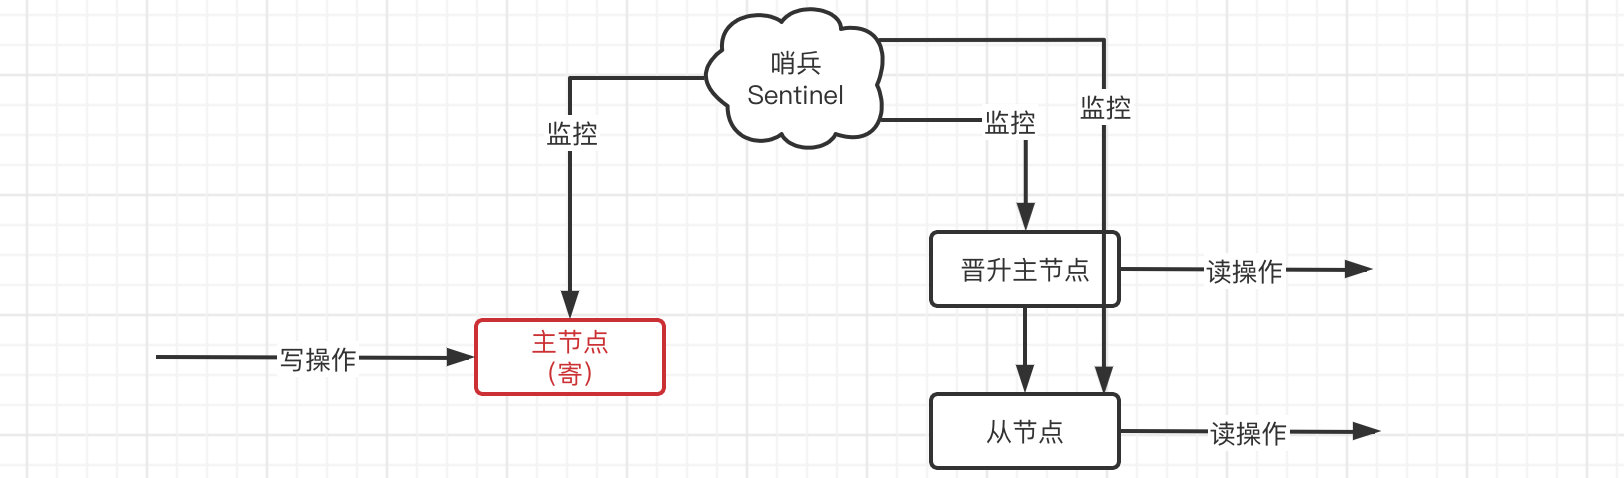 哨兵
Sentinel
监控
监控
监控
晋升主节点
读操作
写操作
主节点
(寄)
从节点
读操作